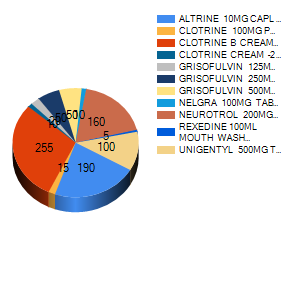 ALTRINE 10MG CAPL ...
CLOTRINE 100MG P...
CLOTRINE B CREAM...
CLOTRINE CREAM -2...
GRISOFULVIN 125M...
GRISOFULVIN 250M...
GRISOFULVIN 500M...
NELGRA 100MG TAB...
NEUROTROL 200MG...
REXEDINE 100ML
MOUTH WASH...
UNIGENTYL 500MG T...
500
160
5
255
100
15
190